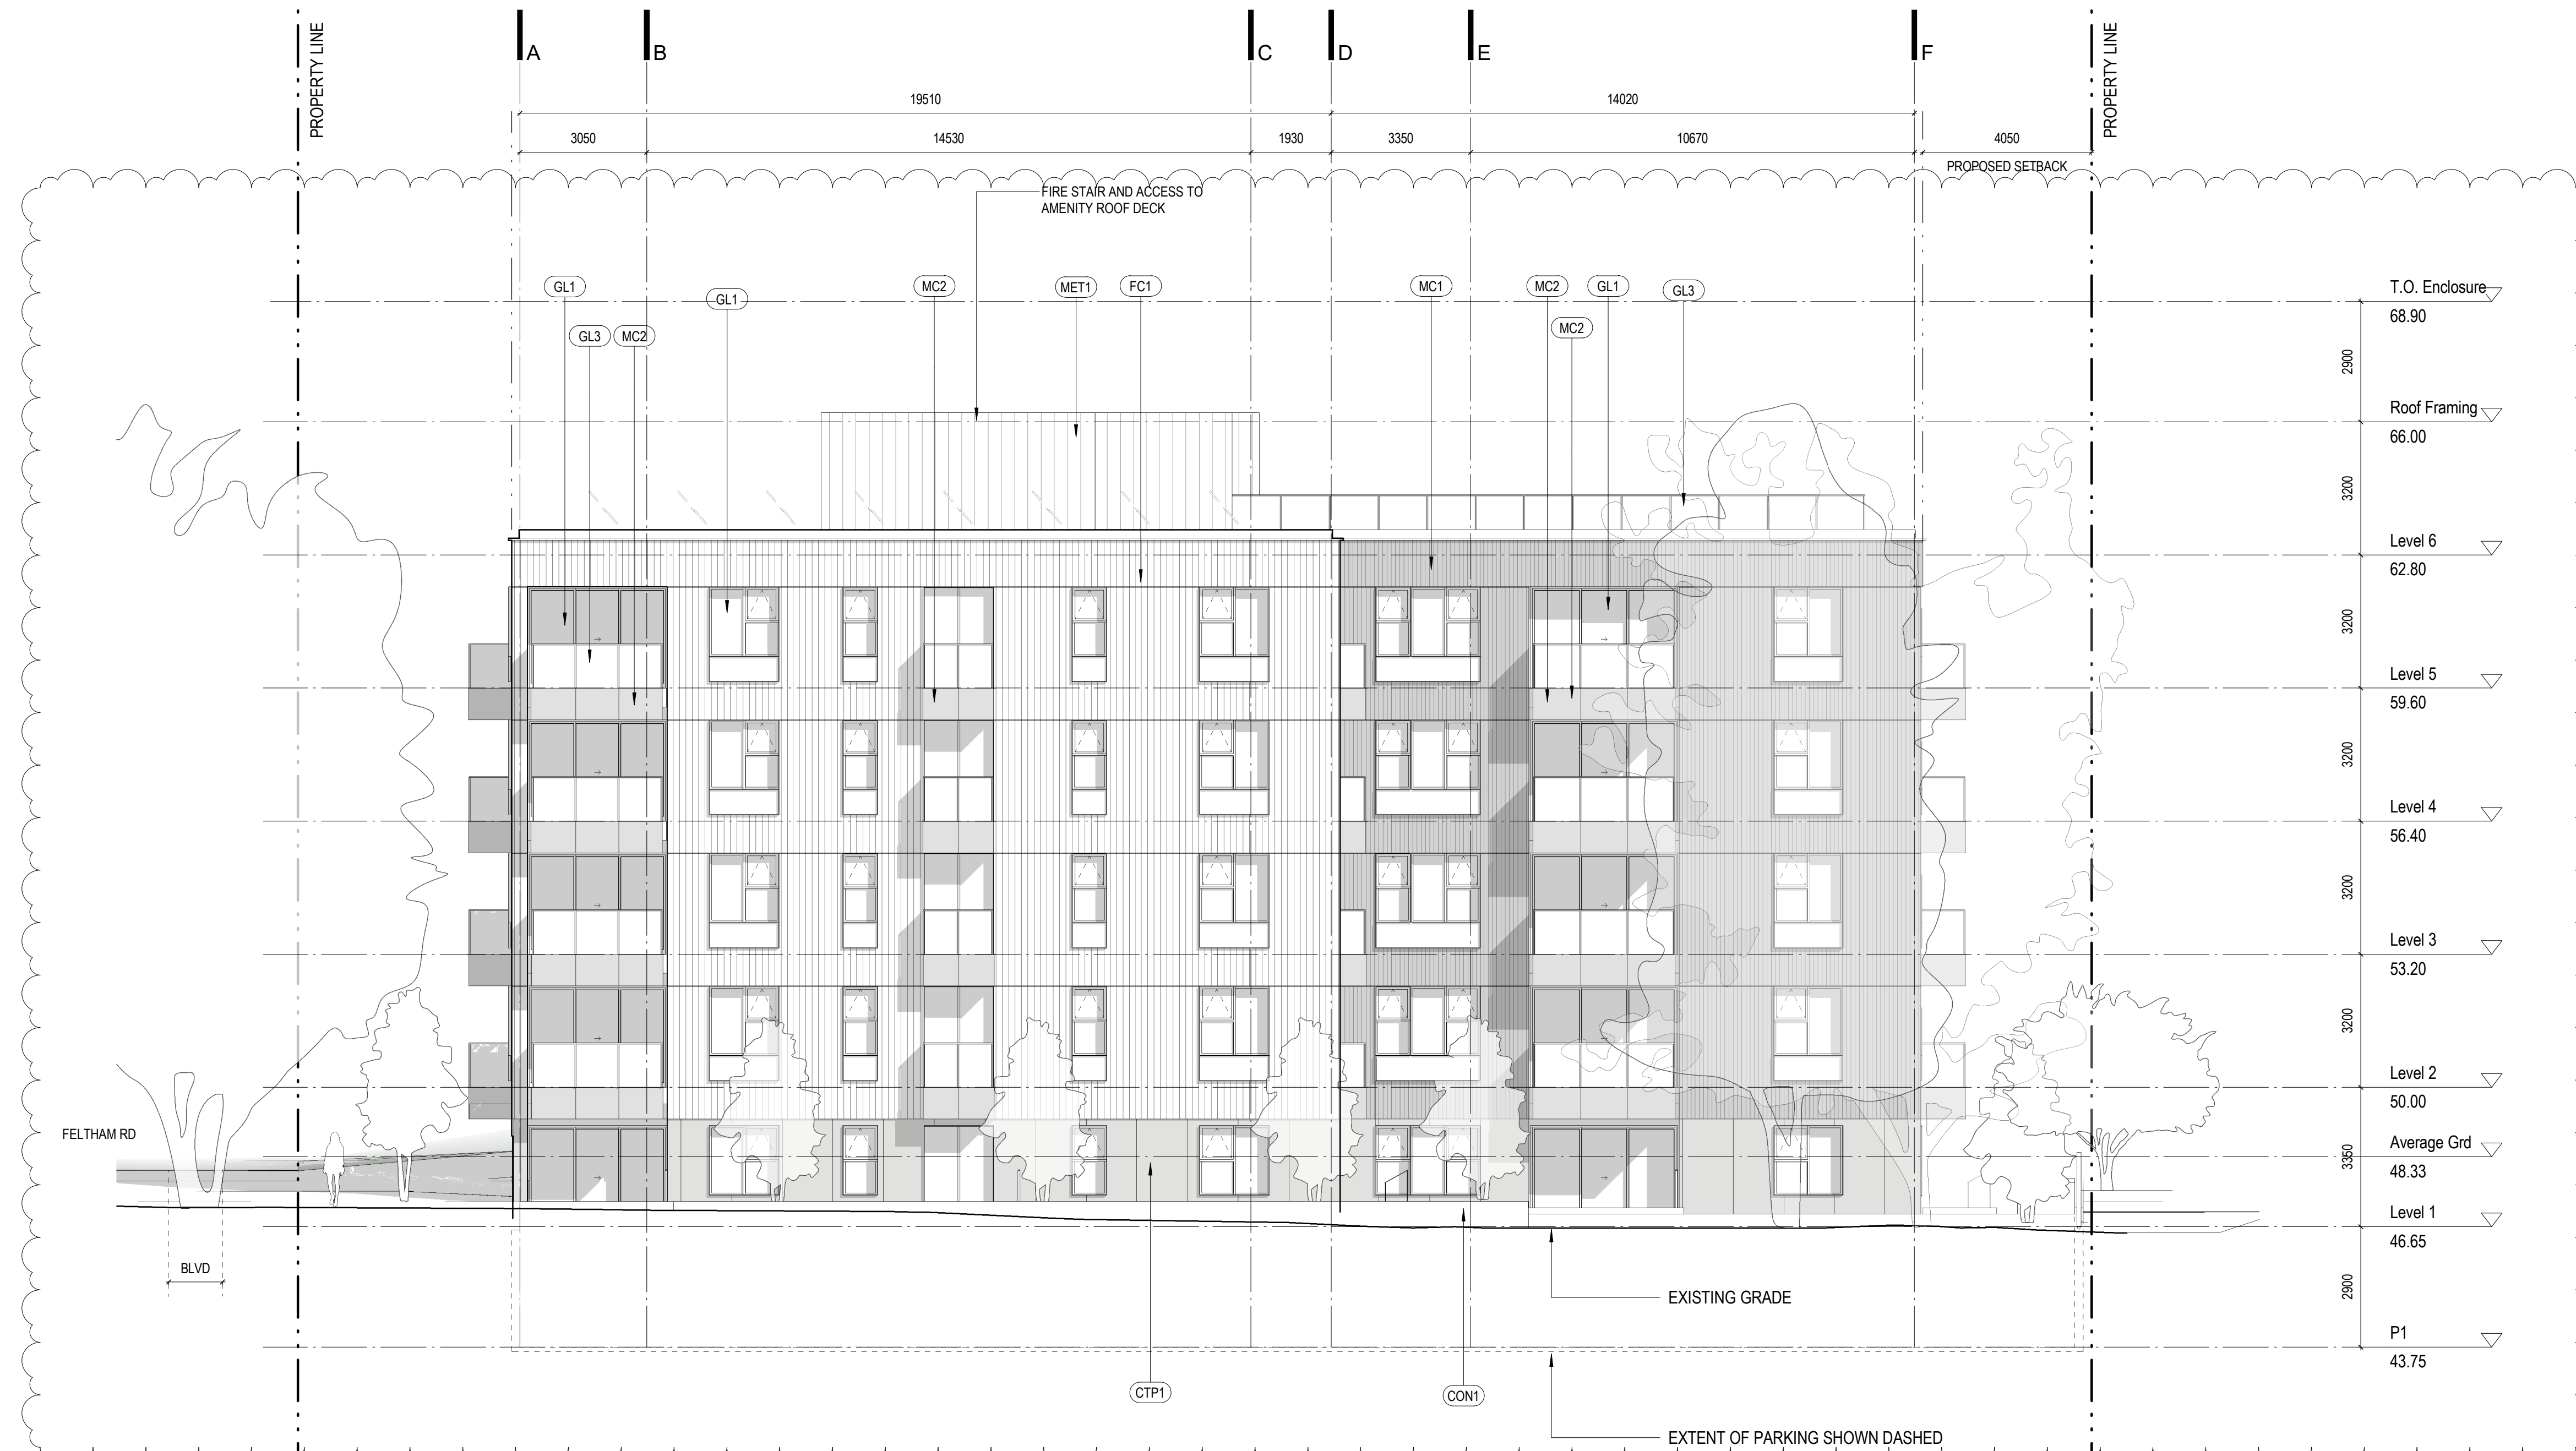 PROPERTY LINE
A
B
C
D
E
F
PROPERTY LINE
19510
14020
3050
14530
1930
3350
10670
4050
PROPOSED SETBACK
FIRE STAIR AND ACCESS TO
AMENITY ROOF DECK
GL1
GL3
MC2
GL1
MC2
MET1
FC1
MC1
MC2
MC2
GL1
GL3
T.O. Enclosure
68.90
2900
Roof Framing
66.00
3200
Level 6
62.80
3200
Level 5
59.60
3200
Level 4
56.40
3200
Level 3
53.20
3200
Level 2
50.00
Average Grd
48.33
3350
Level 1
46.65
2900
P1
43.75
FELTHAM RD
BLVD
EXISTING GRADE
CTP1
CON1
EXTENT OF PARKING SHOWN DASHED